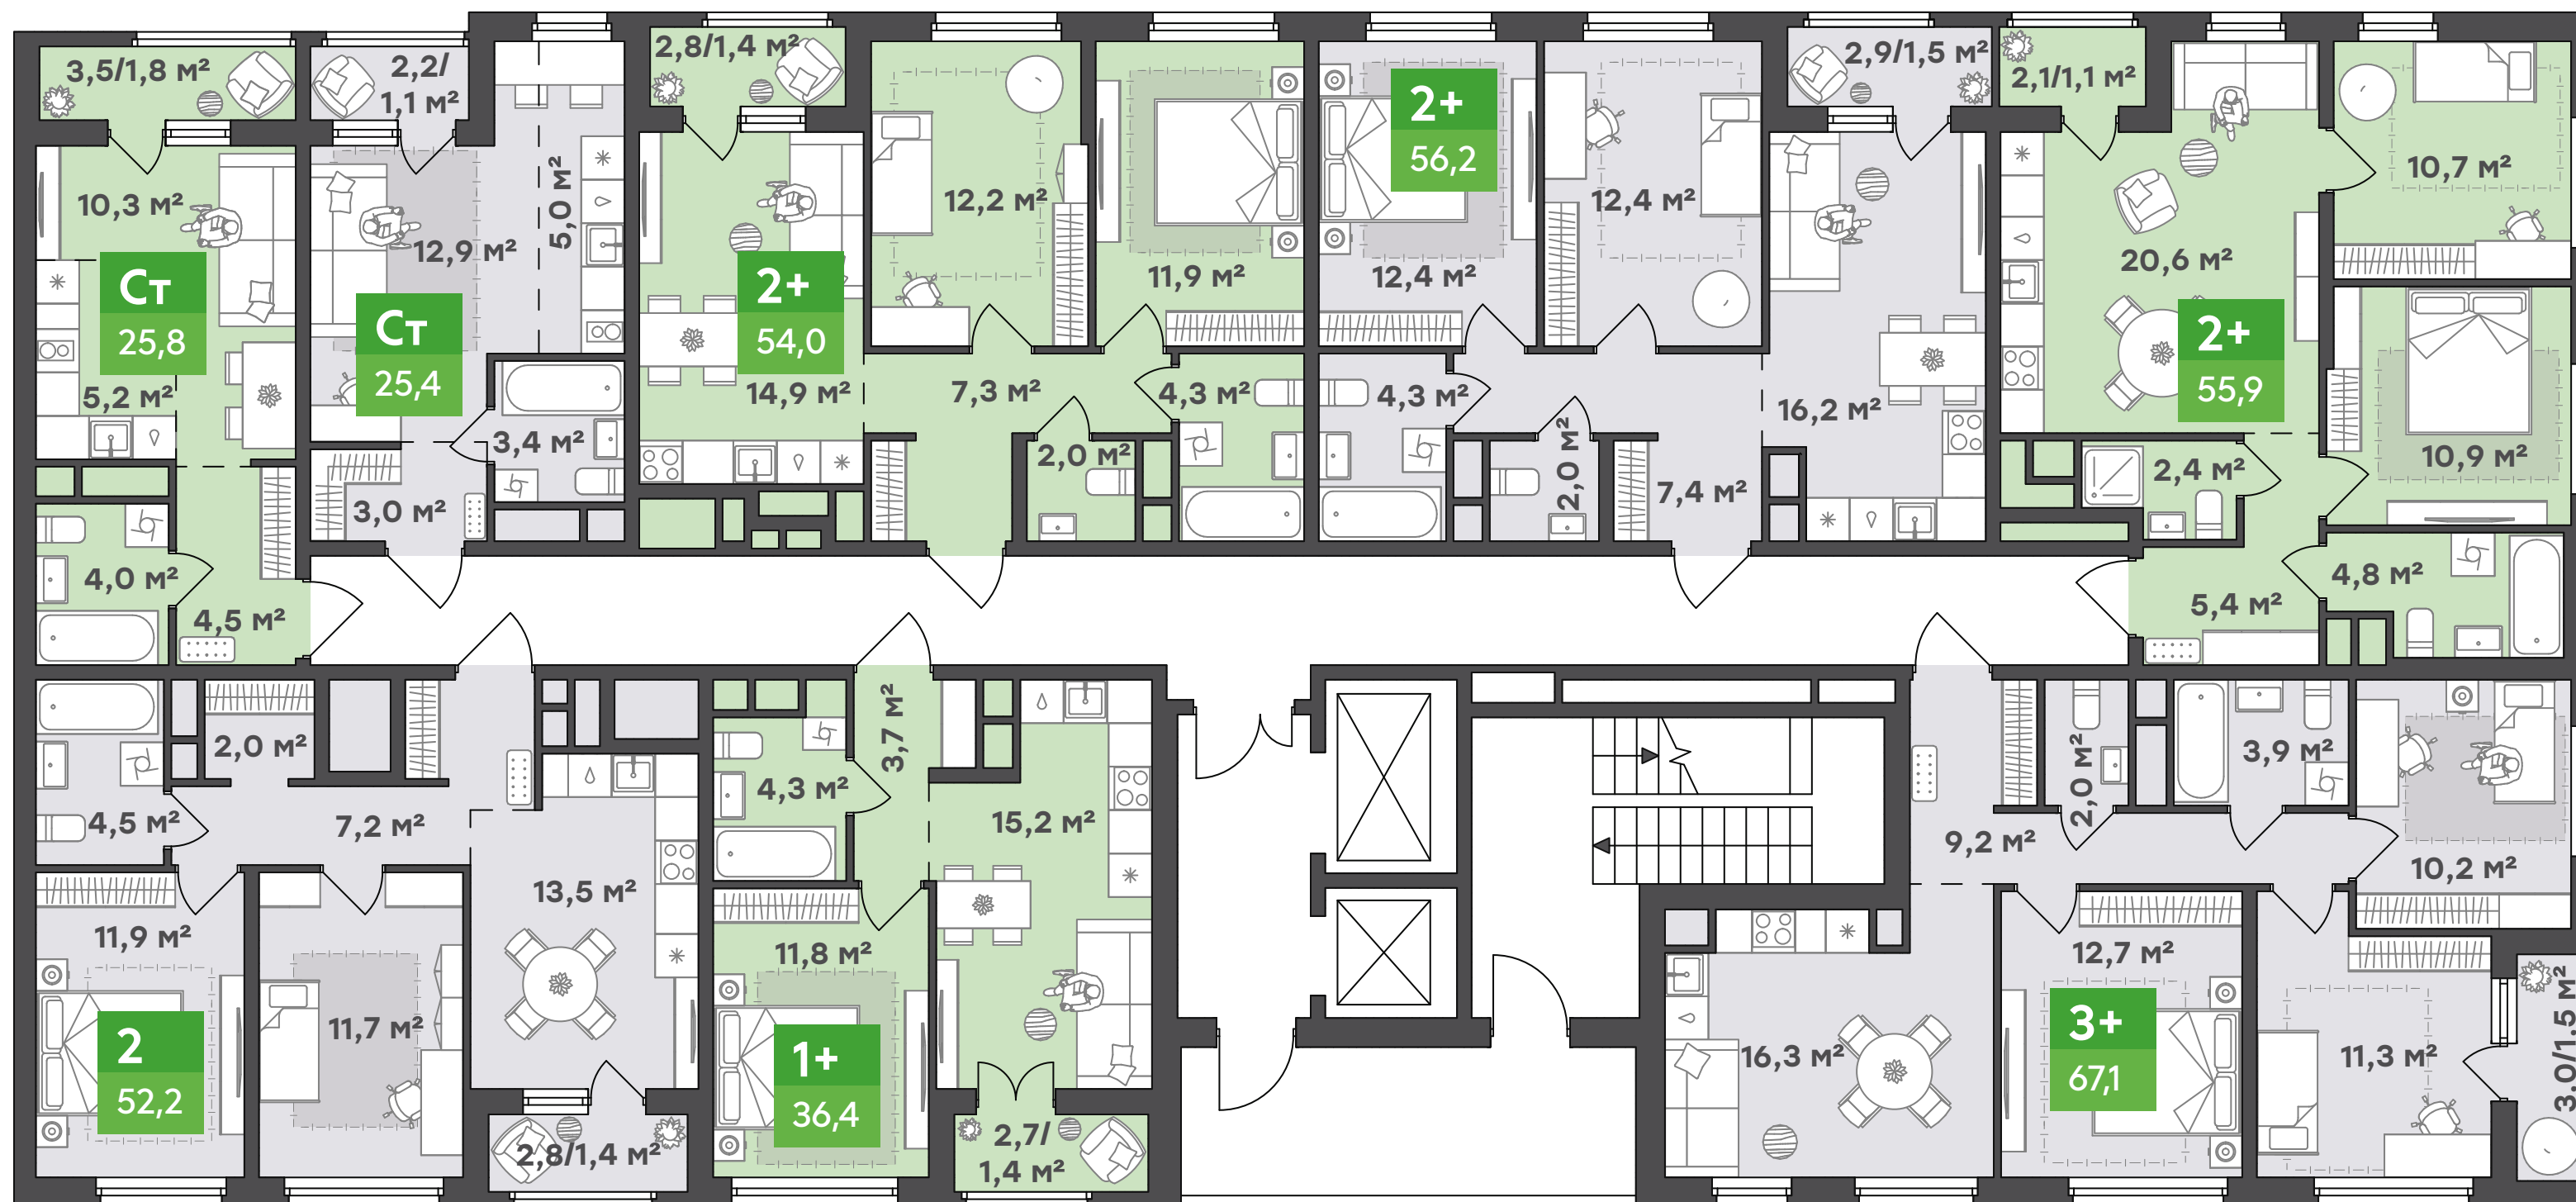 3,5/1,8 м²
10,3 м²
Ст
25,8
5,2 м²
4,0 м²
4,5 м²
2,2/
1,1 м²
12,9 м²
5,0 м²
Ст
25,4
3,4 м²
3,0 м²
2,8/1,4 м²
2+
54,0
14,9 м²
12,2 м²
11,9 м²
7,3 м²
4,3 м²
2,0 м²
2+
56,2
12,4 м²
12,4 м²
4,3 м²
2,0 м²
7,4 м²
2,9/1,5 м²
16,2 м²
2,1/1,1 м²
20,6 м²
2+
55,9
10,7 м²
10,9 м²
2,4 м²
4,8 м²
5,4 м²
2,0 м²
4,5 м²
7,2 м²
13,5 м²
11,9 м²
2
52,2
11,7 м²
2,8/1,4 м²
3,7 м²
4,3 м²
15,2 м²
11,8 м²
1+
36,4
2,7/
1,4 м²
9,2 м²
2,0 м²
3,9 м²
10,2 м²
16,3 м²
12,7 м²
3+
67,1
11,3 м²
3,0/1,5 м²